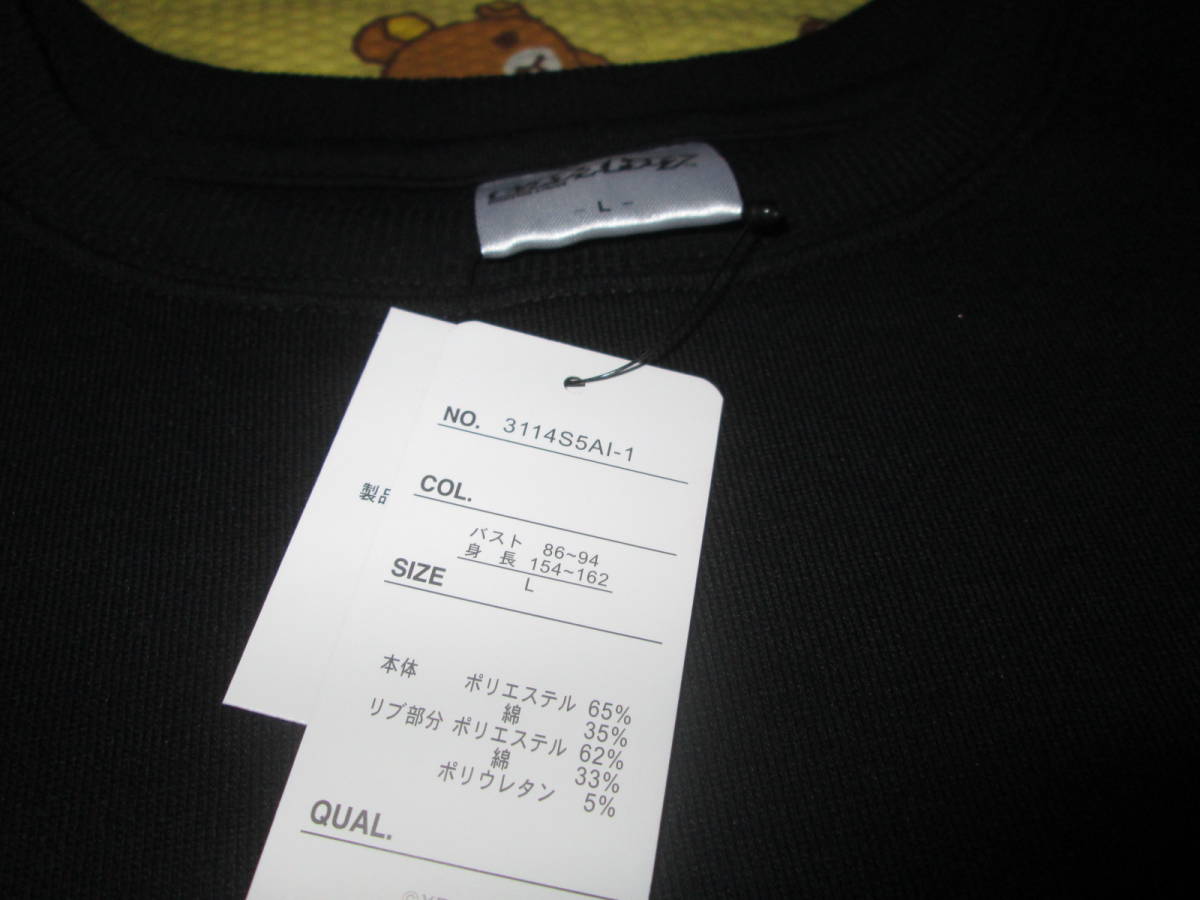 - L -
NO. 3114S5AI-1
COL.
製品
バスト 86~94
身長 154~162
SIZE L
本体 ポリエステル 65%
綿 35%
リブ部分 ポリエステル 62%
綿 33%
ポリウレタン 5%
QUAL.